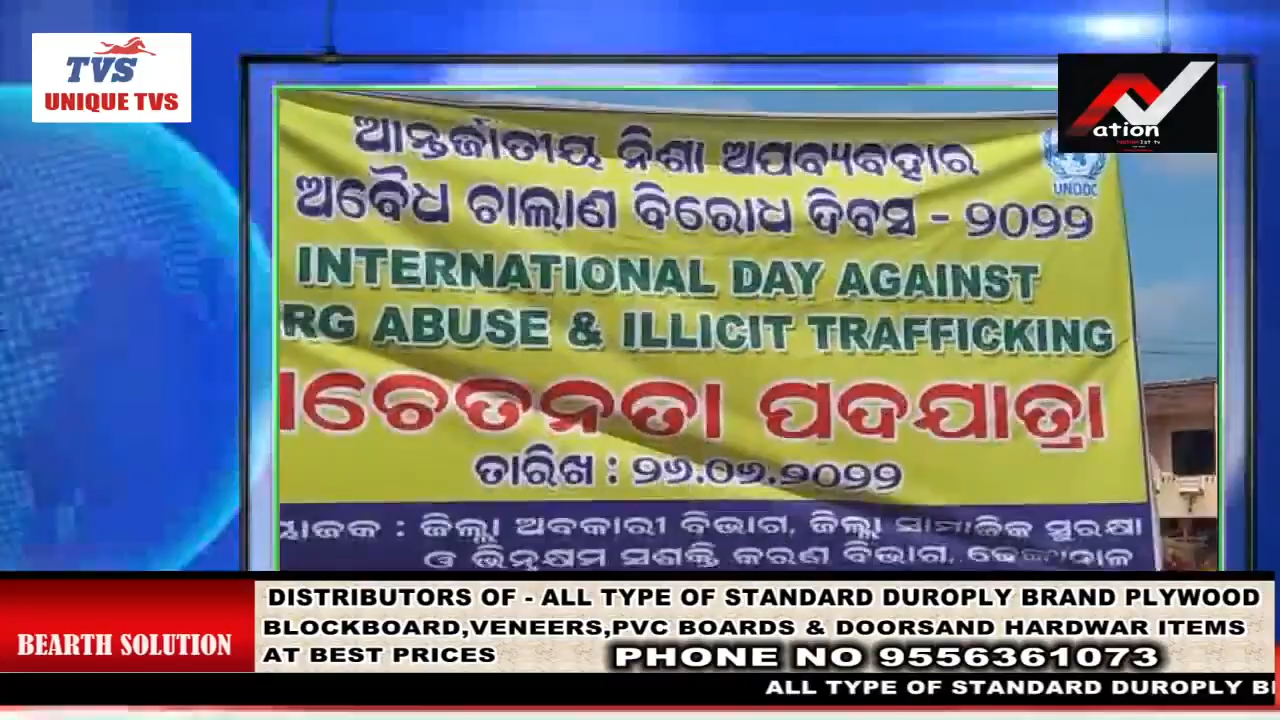 TVS
UNIQUE TVS
ation
ଆନ୍ତର୍ଜାତୀୟ ନିଶା ଅପବ୍ୟବହାର
ଅବୈଧ ଚାଲାଣ ବିରୋଧ ଦିବସ - ୨୦୨୨
UNODC
INTERNATIONAL DAY AGAINST
RG ABUSE & ILLICIT TRAFFICKING
ଚେତନତା ପଦଯାତ୍ରା
ତାରିଖ : ୨୬.୦୬.୨୦୨୨
ୟାଜକ : ଜିଲ୍ଲା ଅବକାରୀ ବିଭାଗ, ଜିଲ୍ଲା ସାମାଜିକ ସୁରକ୍ଷା
ଓ ଭିନ୍ନକ୍ଷମ ସଶକ୍ତି କରଣ ବିଭାଗ,
BEARTH SOLUTION
DISTRIBUTORS OF - ALL TYPE OF STANDARD DUROPLY BRAND PLYWOOD
BLOCKBOARD,VENEERS,PVC BOARDS & DOORSAND HARDWAR ITEMS
AT BEST PRICES PHONE NO 9556361073
ALL TYPE OF STANDARD DUROPLY B